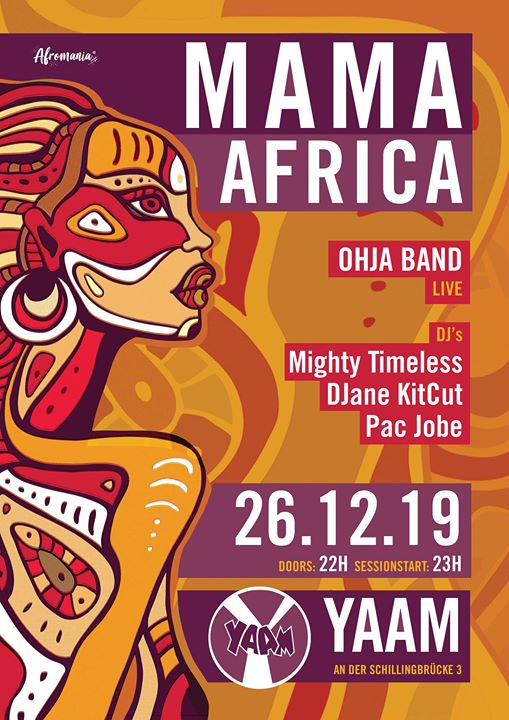 Afromania
MAMA
AFRICA
OHJA BAND
LIVE
DJ's
Mighty Timeless
DJane KitCut
Pac Jobe
26.12.19
DOORS: 22H SESSIONSTART: 23H
YAAM
YAAM
AN DER SCHILLINGBRÜCKE 3